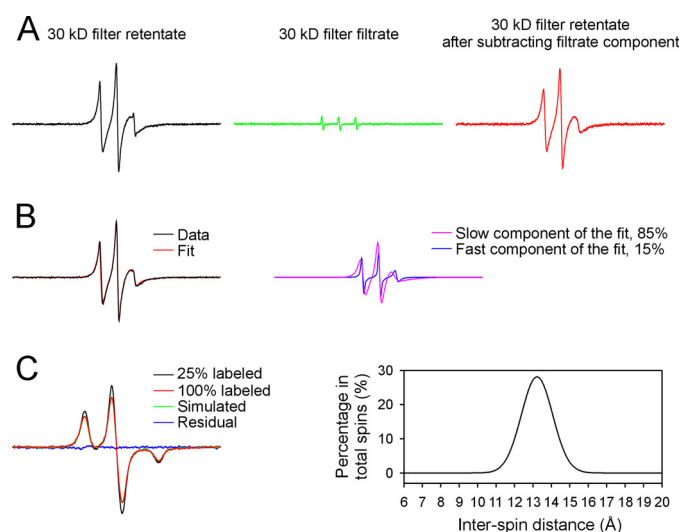 A
30 kD filter retentate
30 kD filter filtrate
30 kD filter retentate
after subtracting filtrate component
B
Data
Fit
Slow component of the fit, 85%
Fast component of the fit, 15%
C
25% labeled
100% labeled
Simulated
Residual
Percentage in
total spins (%)
30
20
10
0
6 7 8 9 10 11 12 13 14 15 16 17 18 19 20
Inter-spin distance (Å)